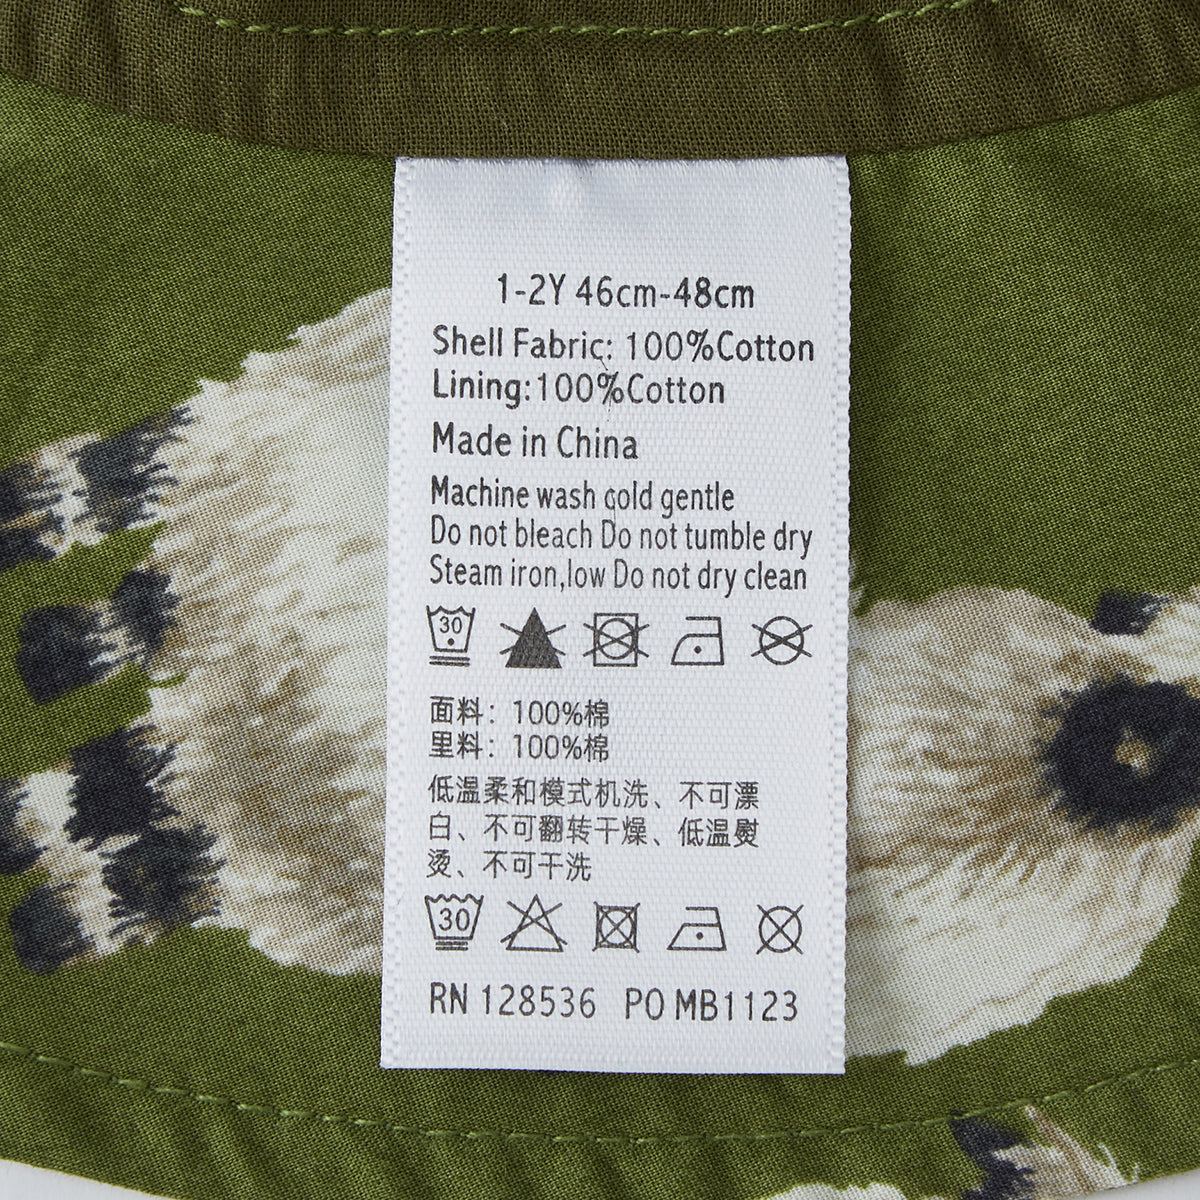 1-2Y 46cm-48cm
Shell Fabric: 100%Cotton
Lining:100%Cotton
Made in China
Machine wash cold gentle
Do not bleach Do not tumble dry
Steam iron,low Do not dry clean
30
面料：100%棉
里料：100%棉
低温柔和模式机洗、不可漂
白、不可翻转干燥、低温熨
烫、不可干洗
30
RN 128536 PO MB1123